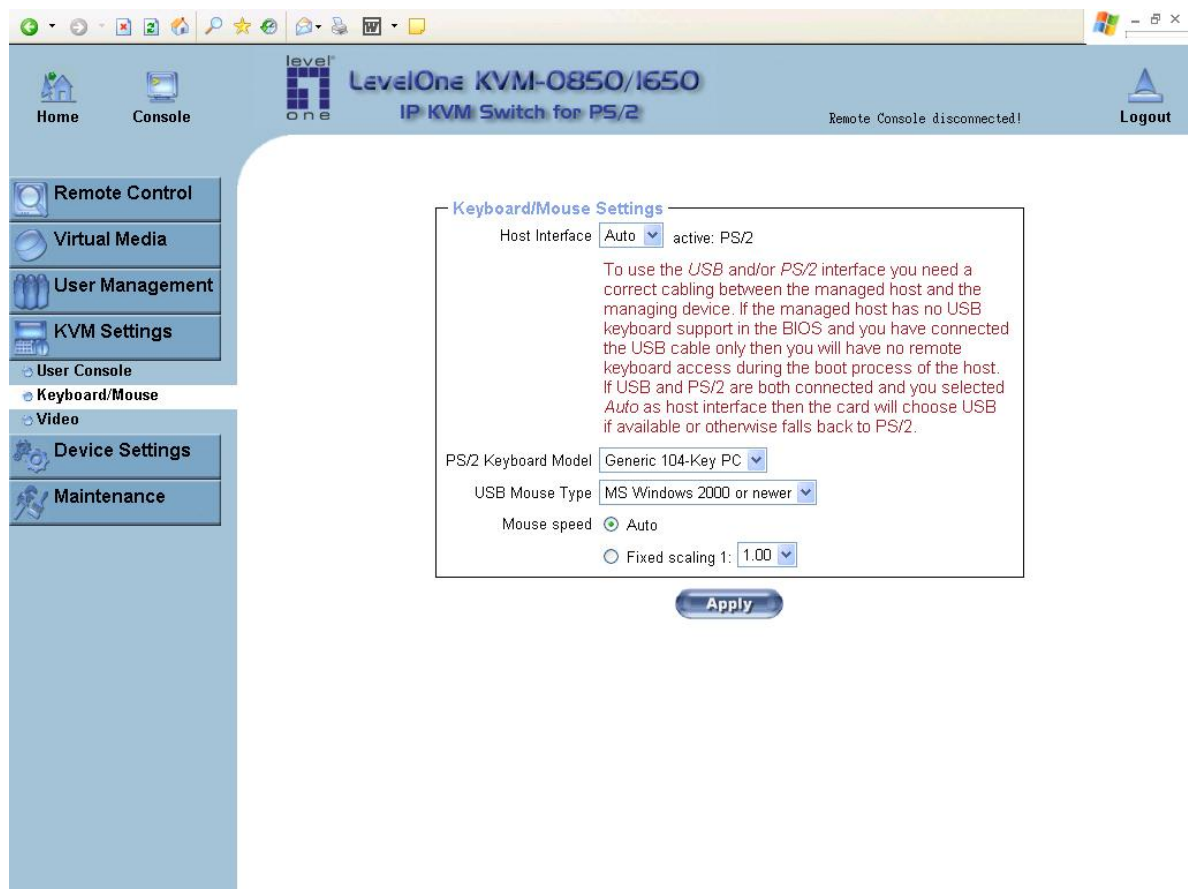 Home
Console
level
one
LevelOne KVM-0850/1650
IP KVM Switch for PS/2
Remote Console disconnected!
Logout
Remote Control
Virtual Media
User Management
KVM Settings
User Console
Keyboard/Mouse
Video
Device Settings
Maintenance
Keyboard/Mouse Settings
Host Interface Auto active: PS/2
To use the USB and/or PS/2 interface you need a
correct cabling between the managed host and the
managing device. If the managed host has no USB
keyboard support in the BIOS and you have connected
the USB cable only then you will have no remote
keyboard access during the boot process of the host.
If USB and PS/2 are both connected and you selected
Auto as host interface then the card will choose USB
if available or otherwise falls back to PS/2.
PS/2 Keyboard Model Generic 104-Key PC
USB Mouse Type MS Windows 2000 or newer
Mouse speed Auto
Fixed scaling 1: 1.00
Apply